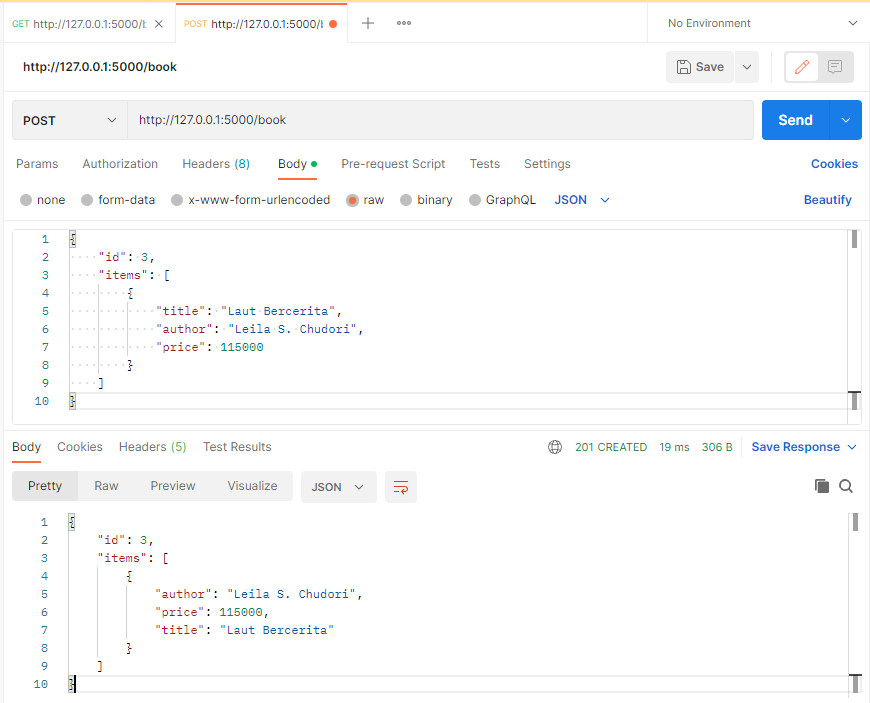 GET http://127.0.0.1:5000/b POST http://127.0.0.1:5000/b No Environment
http://127.0.0.1:5000/book Save
POST http://127.0.0.1:5000/book Send
Params Authorization Headers (8) Body Pre-request Script Tests Settings Cookies
none form-data x-www-form-urlencoded raw binary GraphQL JSON Beautify
1 {
2 "id": 3,
3 "items": [
4 {
5 "title": "Laut Bercerita",
6 "author": "Leila S. Chudori",
7 "price": 115000
8 }
9 ]
10 }
Body Cookies Headers (5) Test Results 201 CREATED 19 ms 306 B Save Response
Pretty Raw Preview Visualize JSON
1 {
2 "id": 3,
3 "items": [
4 {
5 "author": "Leila S. Chudori",
6 "price": 115000,
7 "title": "Laut Bercerita"
8 }
9 ]
10 }